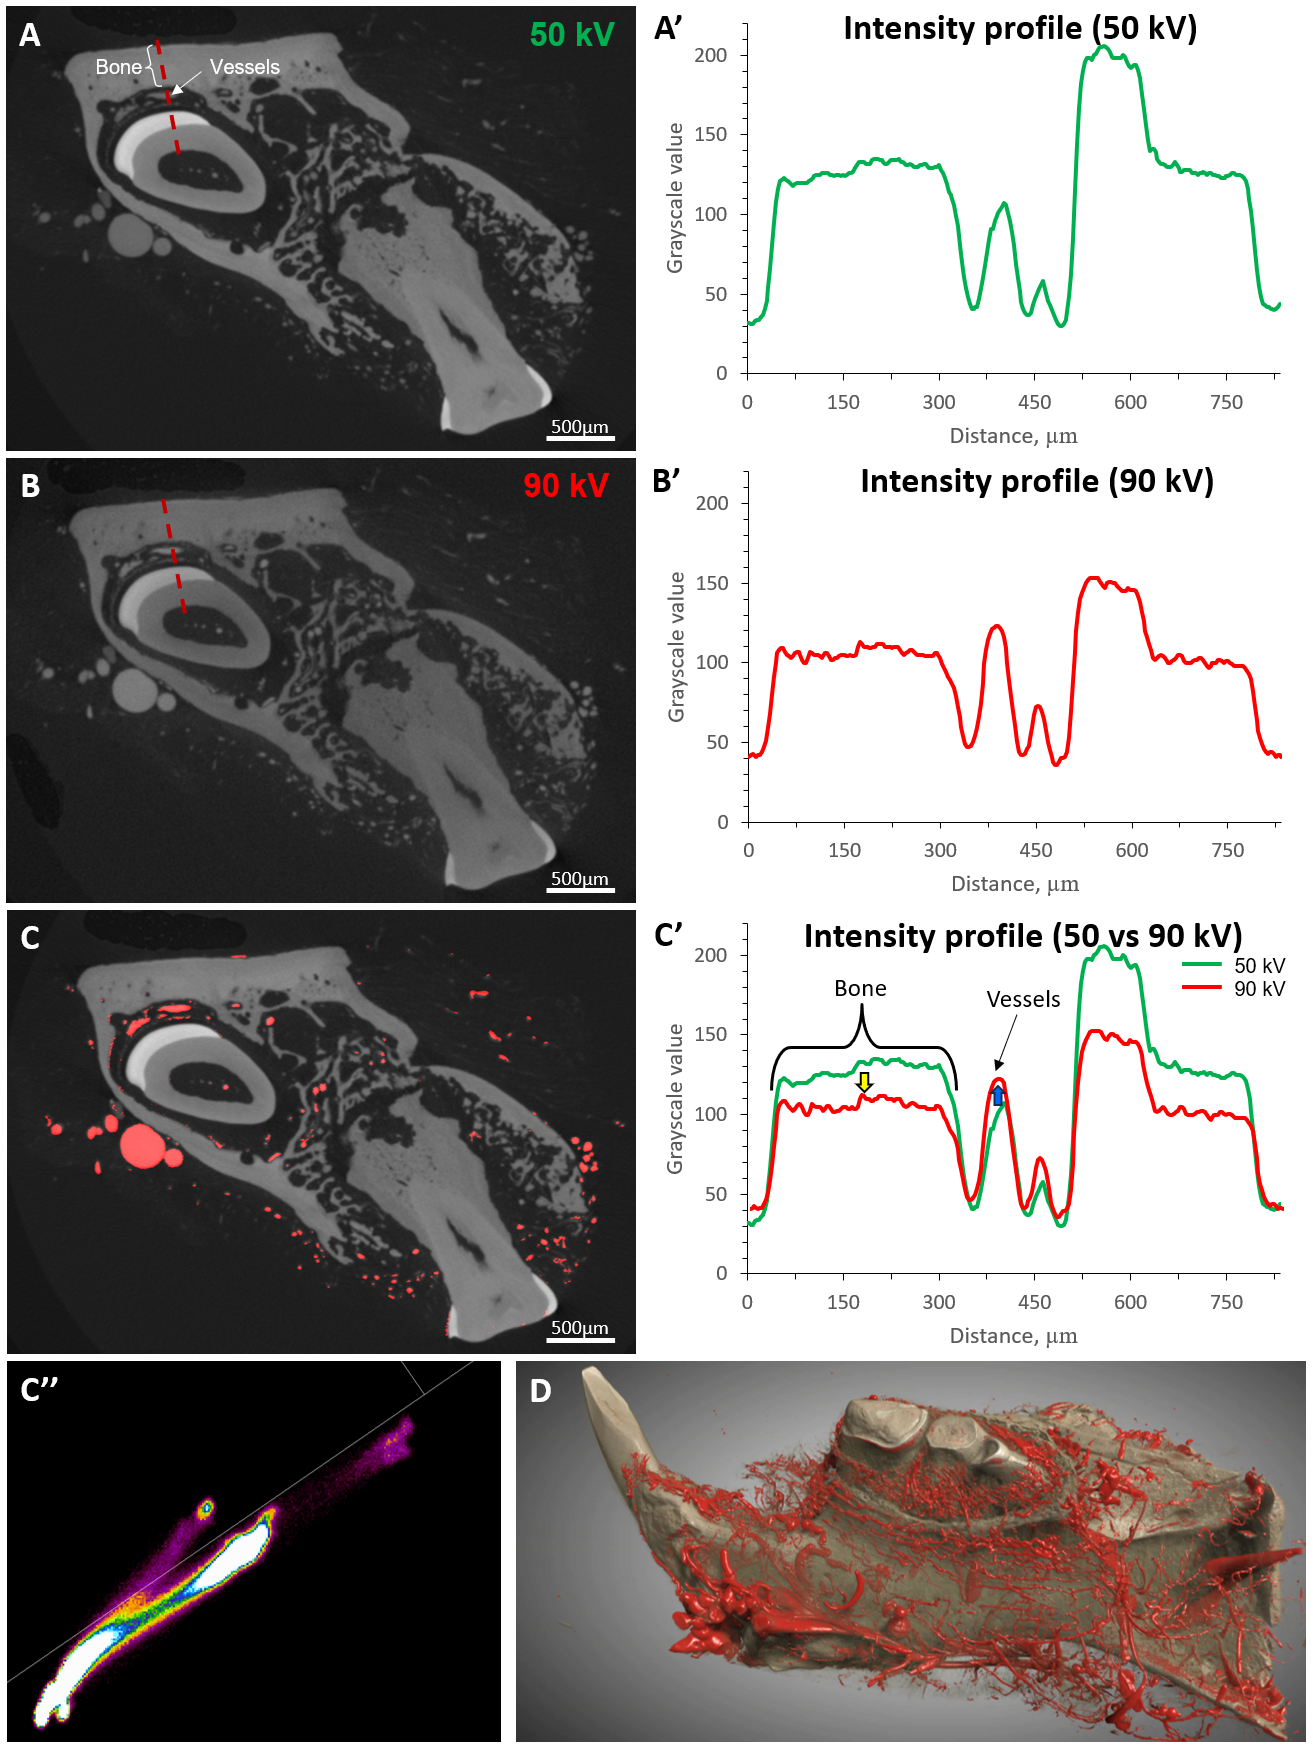 A
50 kV
Bone
Vessels
500µm
A’
Intensity profile (50 kV)
Grayscale value
200
150
100
50
0
0 150 300 450 600 750
Distance, µm
B
90 kV
500µm
B’
Intensity profile (90 kV)
Grayscale value
200
150
100
50
0
0 150 300 450 600 750
Distance, µm
C
500µm
C’
Intensity profile (50 vs 90 kV)
50 kV
90 kV
Bone
Vessels
Grayscale value
200
150
100
50
0
0 150 300 450 600 750
Distance, µm
C’’
D